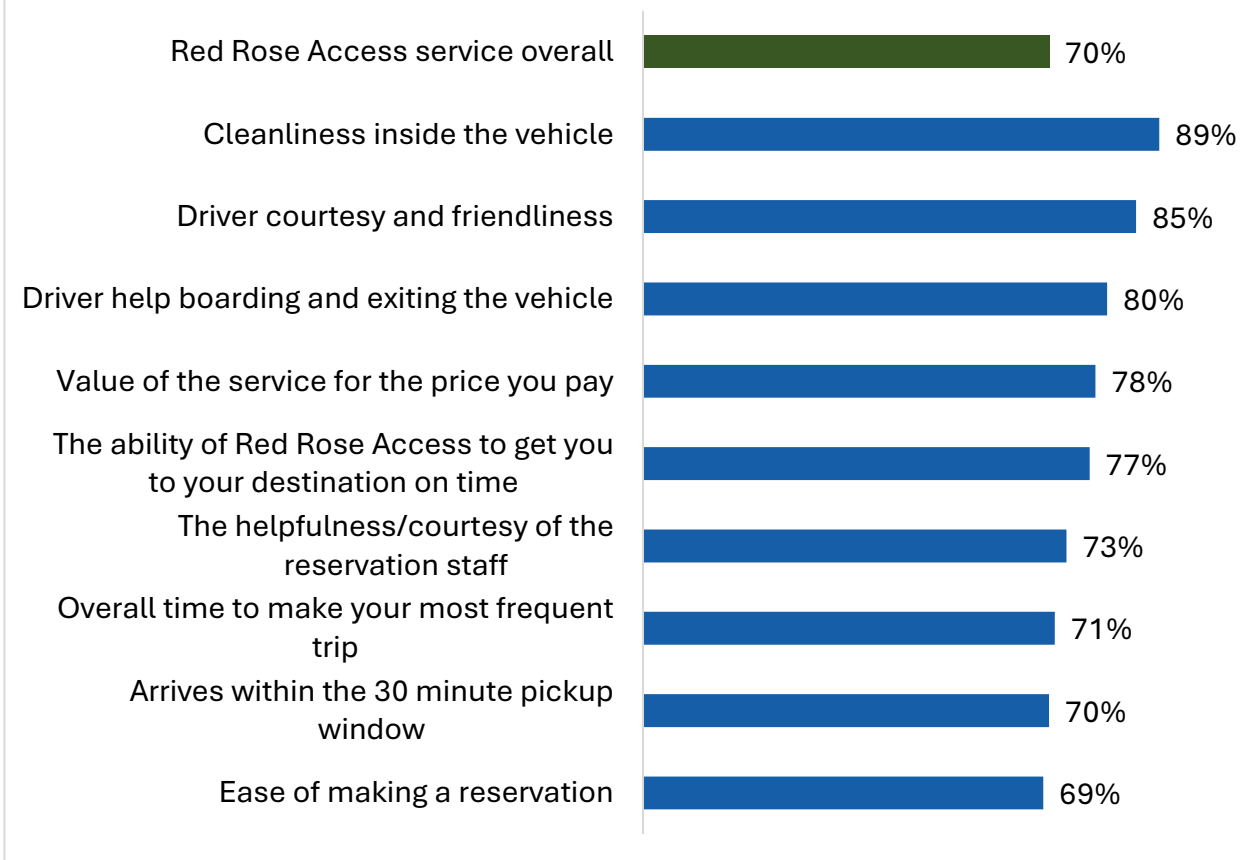 Red Rose Access service overall
70%
Cleanliness inside the vehicle
89%
Driver courtesy and friendliness
85%
Driver help boarding and exiting the vehicle
80%
Value of the service for the price you pay
78%
The ability of Red Rose Access to get you
to your destination on time
77%
The helpfulness/courtesy of the
reservation staff
73%
Overall time to make your most frequent
trip
71%
Arrives within the 30 minute pickup
window
70%
Ease of making a reservation
69%